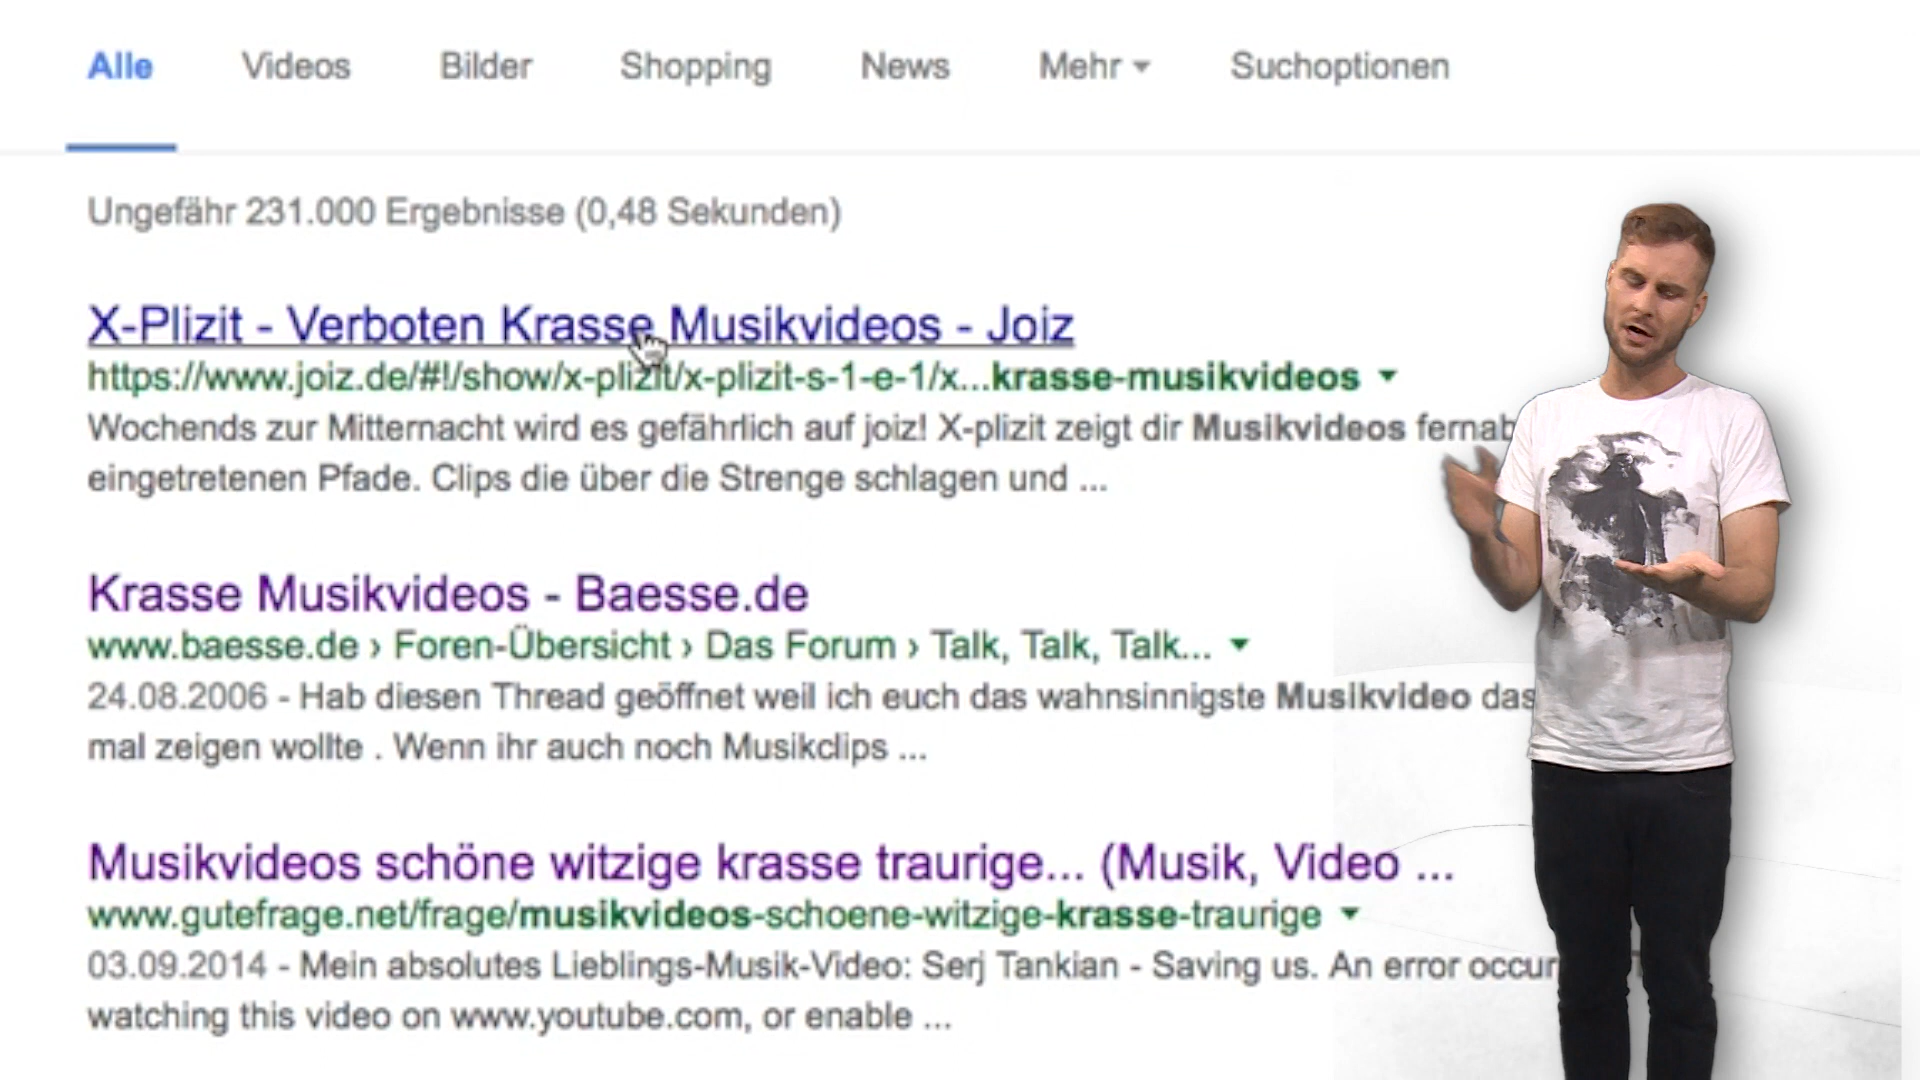 Alle Videos Bilder Shopping News Mehr Suchoptionen
Ungefähr 231.000 Ergebnisse (0,48 Sekunden)
X-Plizit - Verboten Krasse Musikvideos - Joiz
https://www.joiz.de/#!/show/x-plizit/x-plizit-s-1-e-1/x...krasse-musikvideos
Wochends zur Mitternacht wird es gefährlich auf joiz! X-plizit zeigt dir Musikvideos fernab
eingetretenen Pfade. Clips die über die Strenge schlagen und ...
Krasse Musikvideos - Baesse.de
www.baesse.de › Foren-Übersicht › Das Forum › Talk, Talk, Talk...
24.08.2006 - Hab diesen Thread geöffnet weil ich euch das wahnsinnigste Musikvideo das
mal zeigen wollte . Wenn ihr auch noch Musikclips ...
Musikvideos schöne witzige krasse traurige... (Musik, Video ...
www.gutefrage.net/frage/musikvideos-schoene-witzige-krasse-traurige
03.09.2014 - Mein absolutes Lieblings-Musik-Video: Serj Tankian - Saving us. An error occur
watching this video on www.youtube.com, or enable ...